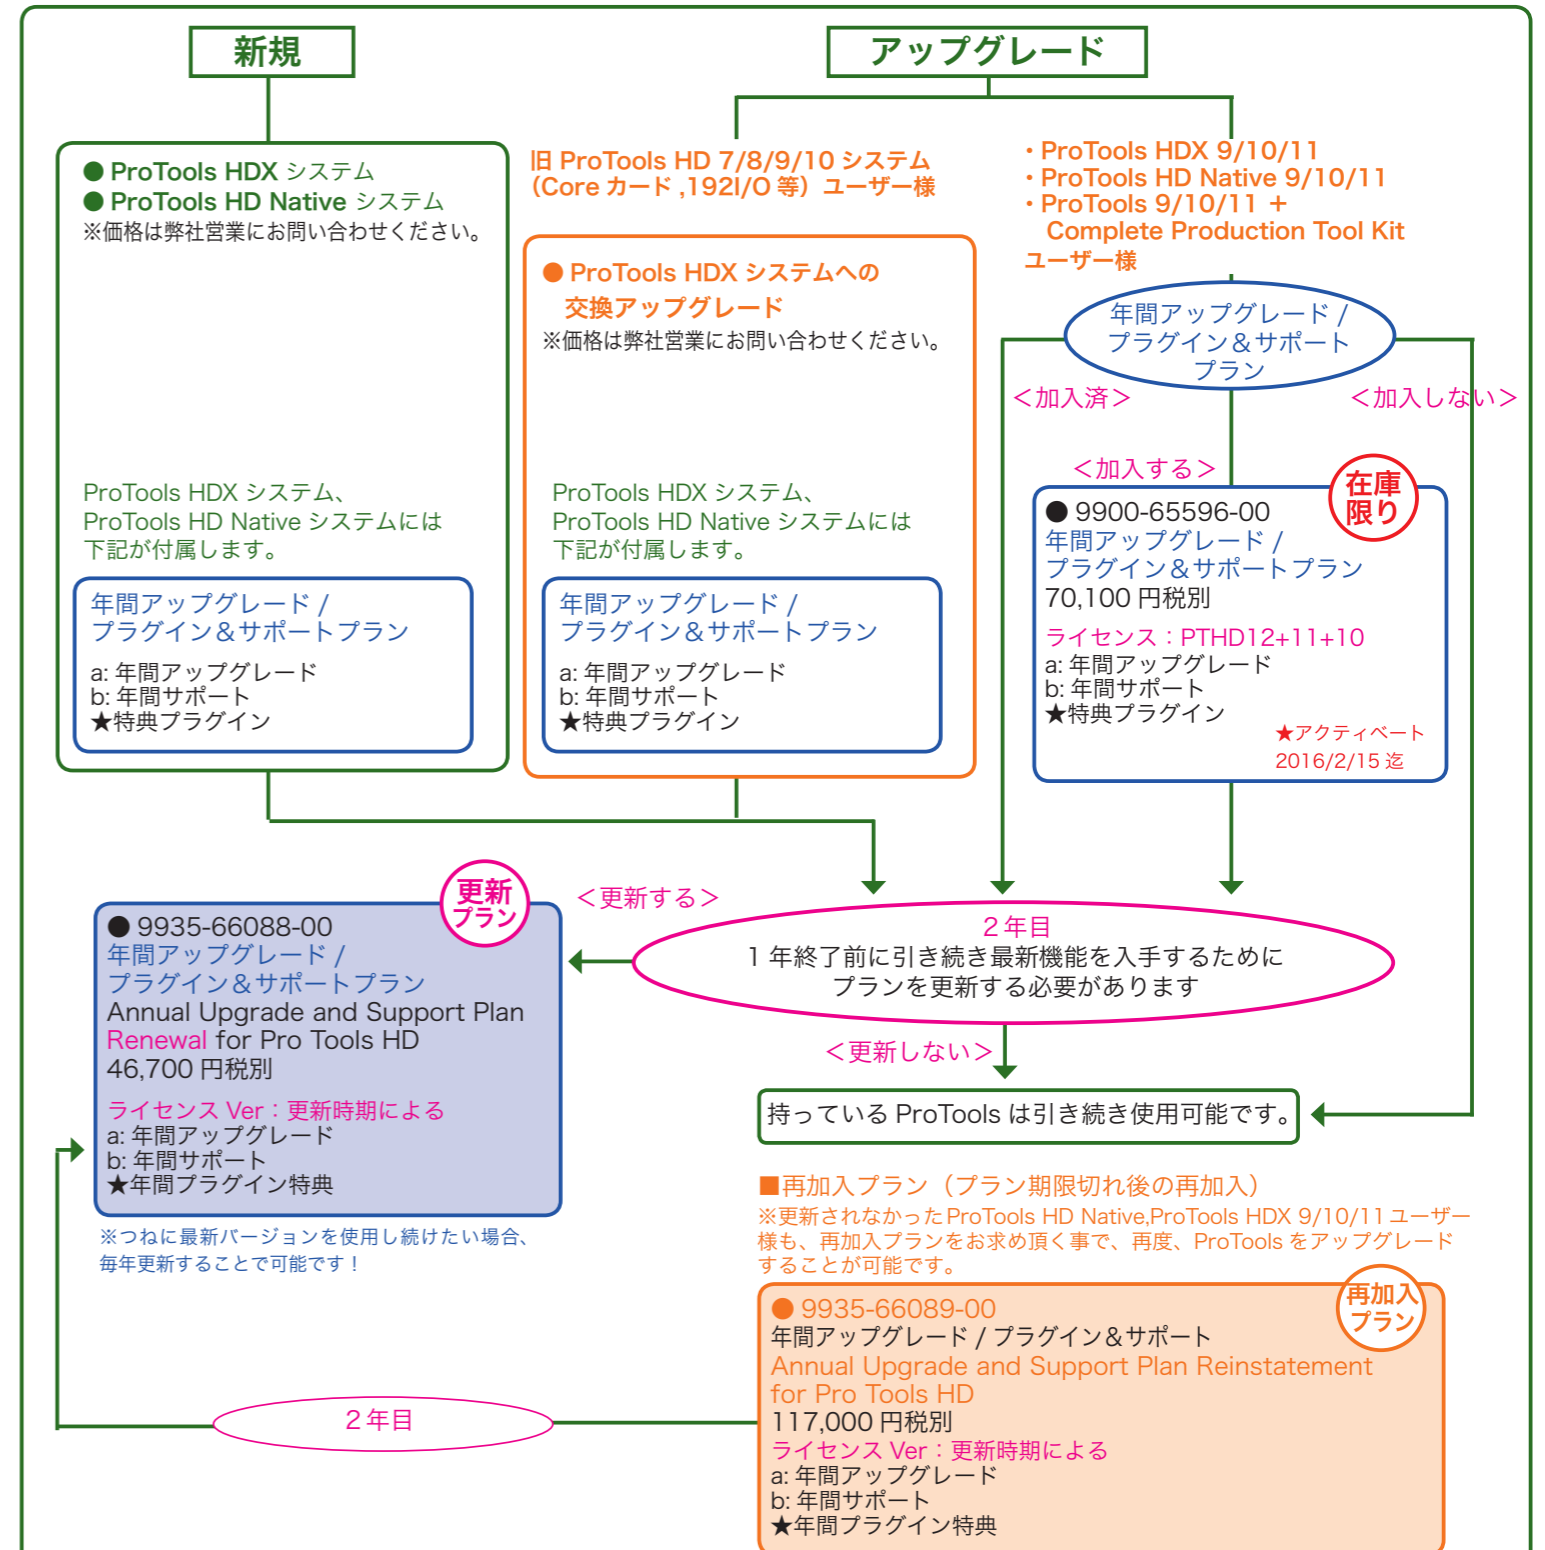 新規
● ProTools HDX システム
● ProTools HD Native システム
※価格は弊社営業にお問い合わせください。
ProTools HDX システム、
ProTools HD Native システムには
下記が付属します。
年間アップグレード /
プラグイン＆サポートプラン
a: 年間アップグレード
b: 年間サポート
★特典プラグイン
アップグレード
旧 ProTools HD 7/8/9/10 システム
（Core カード ,192I/O 等）ユーザー様
● ProTools HDX システムへの
交換アップグレード
※価格は弊社営業にお問い合わせください。
ProTools HDX システム、
ProTools HD Native システムには
下記が付属します。
年間アップグレード /
プラグイン＆サポートプラン
a: 年間アップグレード
b: 年間サポート
★特典プラグイン
・ProTools HDX 9/10/11
・ProTools HD Native 9/10/11
・ProTools 9/10/11 ＋
Complete Production Tool Kit
ユーザー様
年間アップグレード /
プラグイン＆サポート
プラン
＜加入済＞
＜加入しない＞
＜加入する＞
在庫
限り
● 9900-65596-00
年間アップグレード /
プラグイン＆サポートプラン
70,100 円税別
ライセンス：PTHD12+11+10
a: 年間アップグレード
b: 年間サポート
★特典プラグイン
★アクティベート
2016/2/15 迄
２年目
1 年終了前に引き続き最新機能を入手するために
プランを更新する必要があります
＜更新する＞
＜更新しない＞
更新
プラン
● 9935-66088-00
年間アップグレード /
プラグイン＆サポートプラン
Annual Upgrade and Support Plan
Renewal for Pro Tools HD
46,700 円税別
ライセンス Ver：更新時期による
a: 年間アップグレード
b: 年間サポート
★年間プラグイン特典
※つねに最新バージョンを使用し続けたい場合、
毎年更新することで可能です！
持っている ProTools は引き続き使用可能です。
■再加入プラン（プラン期限切れ後の再加入）
※更新されなかった ProTools HD Native,ProTools HDX 9/10/11 ユーザー
様も、再加入プランをお求め頂く事で、再度、ProTools をアップグレード
することが可能です。
再加入
プラン
● 9935-66089-00
年間アップグレード / プラグイン＆サポート
Annual Upgrade and Support Plan Reinstatement
for Pro Tools HD
117,000 円税別
ライセンス Ver：更新時期による
a: 年間アップグレード
b: 年間サポート
★年間プラグイン特典
２年目